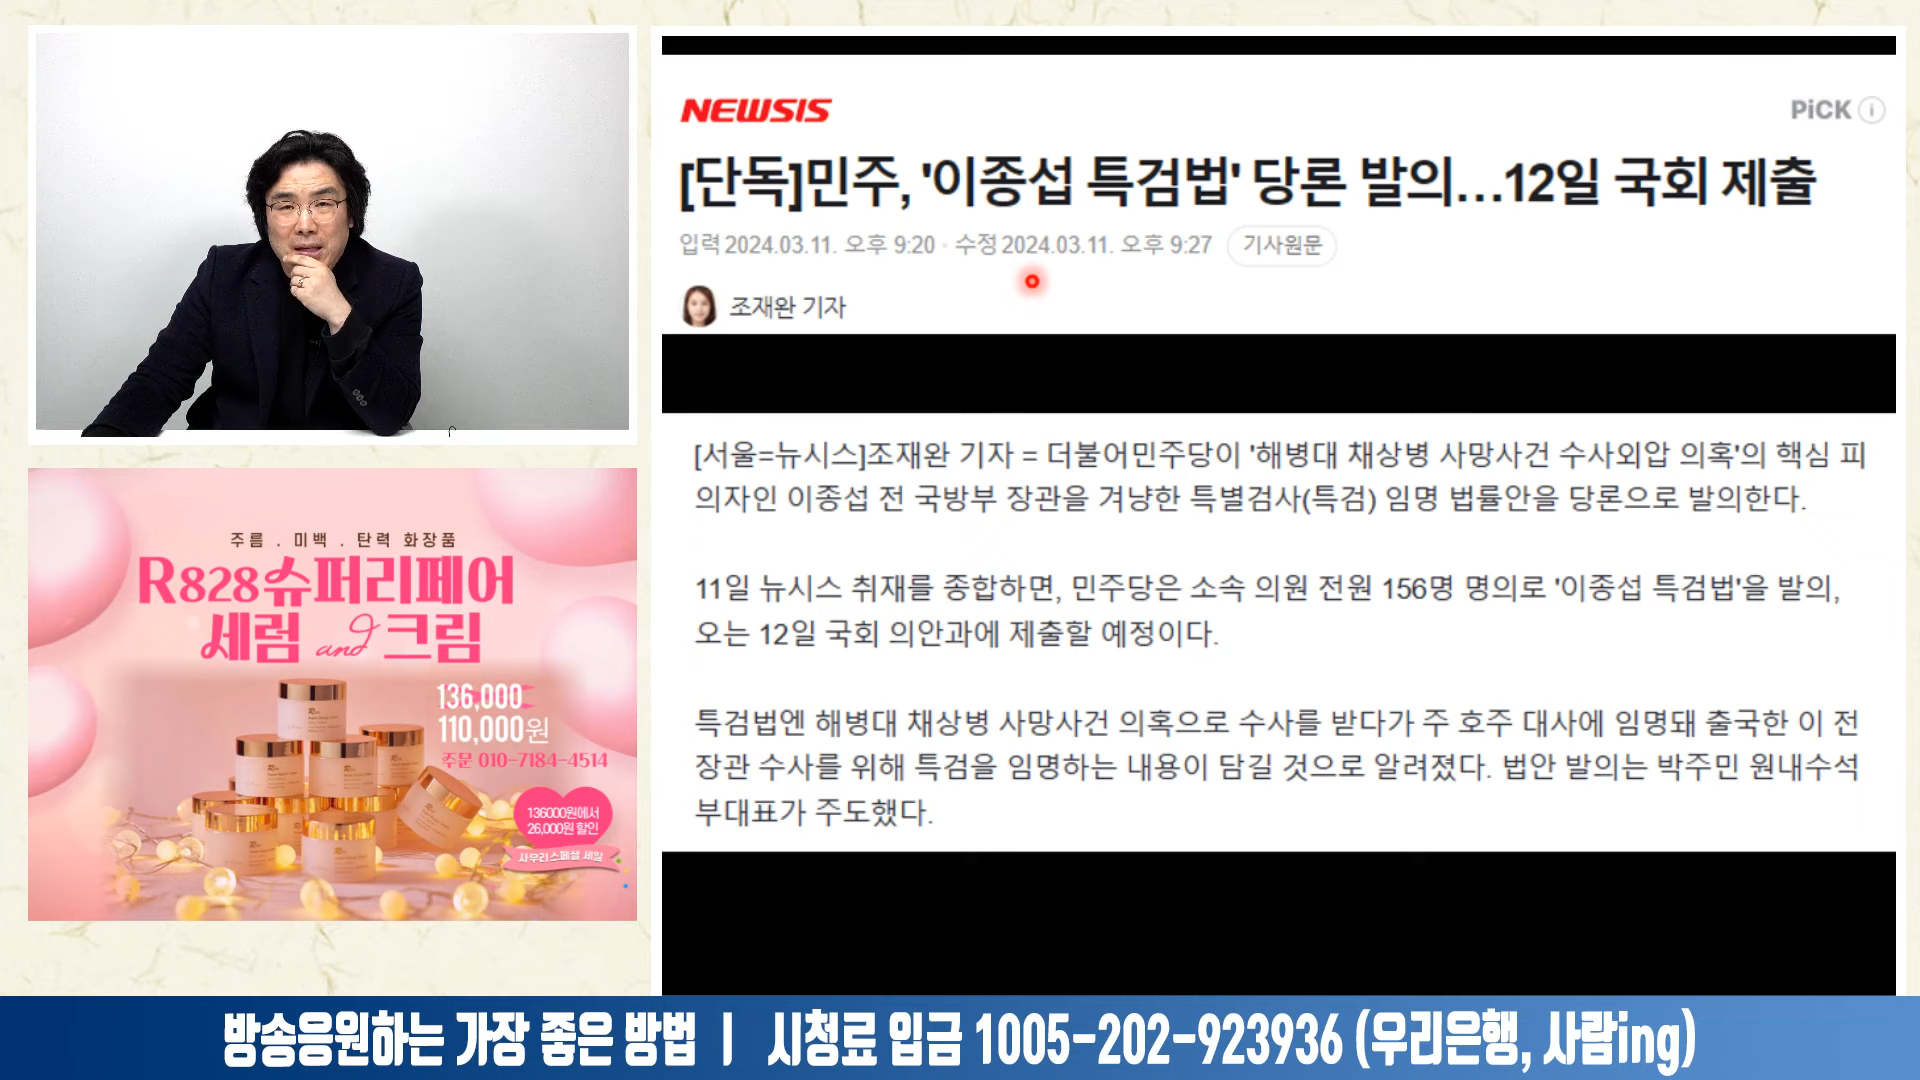 NEWSIS
PiCK
[단독]민주, '이종섭 특검법' 당론 발의…12일 국회 제출
입력 2024.03.11. 오후 9:20 · 수정 2024.03.11. 오후 9:27 기사원문
조재완 기자
[서울=뉴시스]조재완 기자 = 더불어민주당이 '해병대 채상병 사망사건 수사외압 의혹'의 핵심 피
의자인 이종섭 전 국방부 장관을 겨냥한 특별검사(특검) 임명 법률안을 당론으로 발의한다.
11일 뉴시스 취재를 종합하면, 민주당은 소속 의원 전원 156명 명의로 '이종섭 특검법'을 발의,
오는 12일 국회 의안과에 제출할 예정이다.
특검법엔 해병대 채상병 사망사건 의혹으로 수사를 받다가 주 호주 대사에 임명돼 출국한 이 전
장관 수사를 위해 특검을 임명하는 내용이 담길 것으로 알려졌다. 법안 발의는 박주민 원내수석
부대표가 주도했다.
주름 . 미백 . 탄력 화장품
R828슈퍼리페어
세럼 and 크림
136,000
110,000원
주문 010-7184-4514
136000원에서
26,000원 할인
사무리스페셜 세일
방송응원하는 가장 좋은 방법 ㅣ 시청료 입금 1005-202-923936 (우리은행, 사람ing)